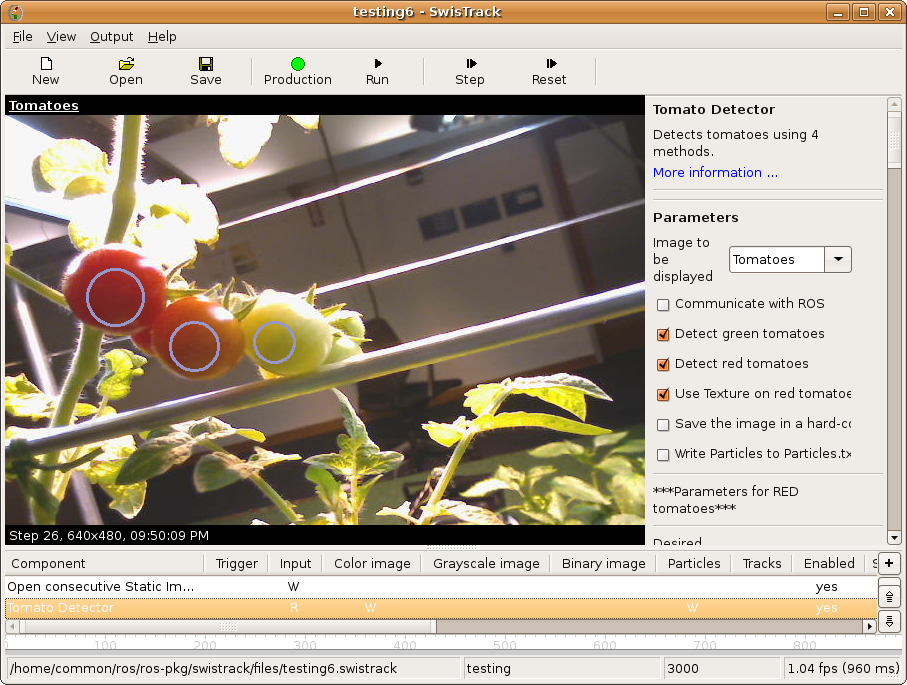 testing6 - SwisTrack
File View Output Help
New Open Save Production Run Step Reset
Tomatoes
Tomato Detector
Detects tomatoes using 4
methods.
More information ...
Parameters
Image to
be
displayed
Tomatoes
Communicate with ROS
Detect green tomatoes
Detect red tomatoes
Use Texture on red tomatoe
Save the image in a hard-co
Write Particles to Particles.tx
***Parameters for RED
tomatoes***
Desired
Step 26, 640x480, 09:50:09 PM
Component Trigger Input Color image Grayscale image Binary image Particles Tracks Enabled S
Open consecutive Static Im... W yes
Tomato Detector R W W yes
100 200 300 400 500 600 700 800
/home/common/ros/ros-pkg/swistrack/files/testing6.swistrack testing 3000 1.04 fps (960 ms)